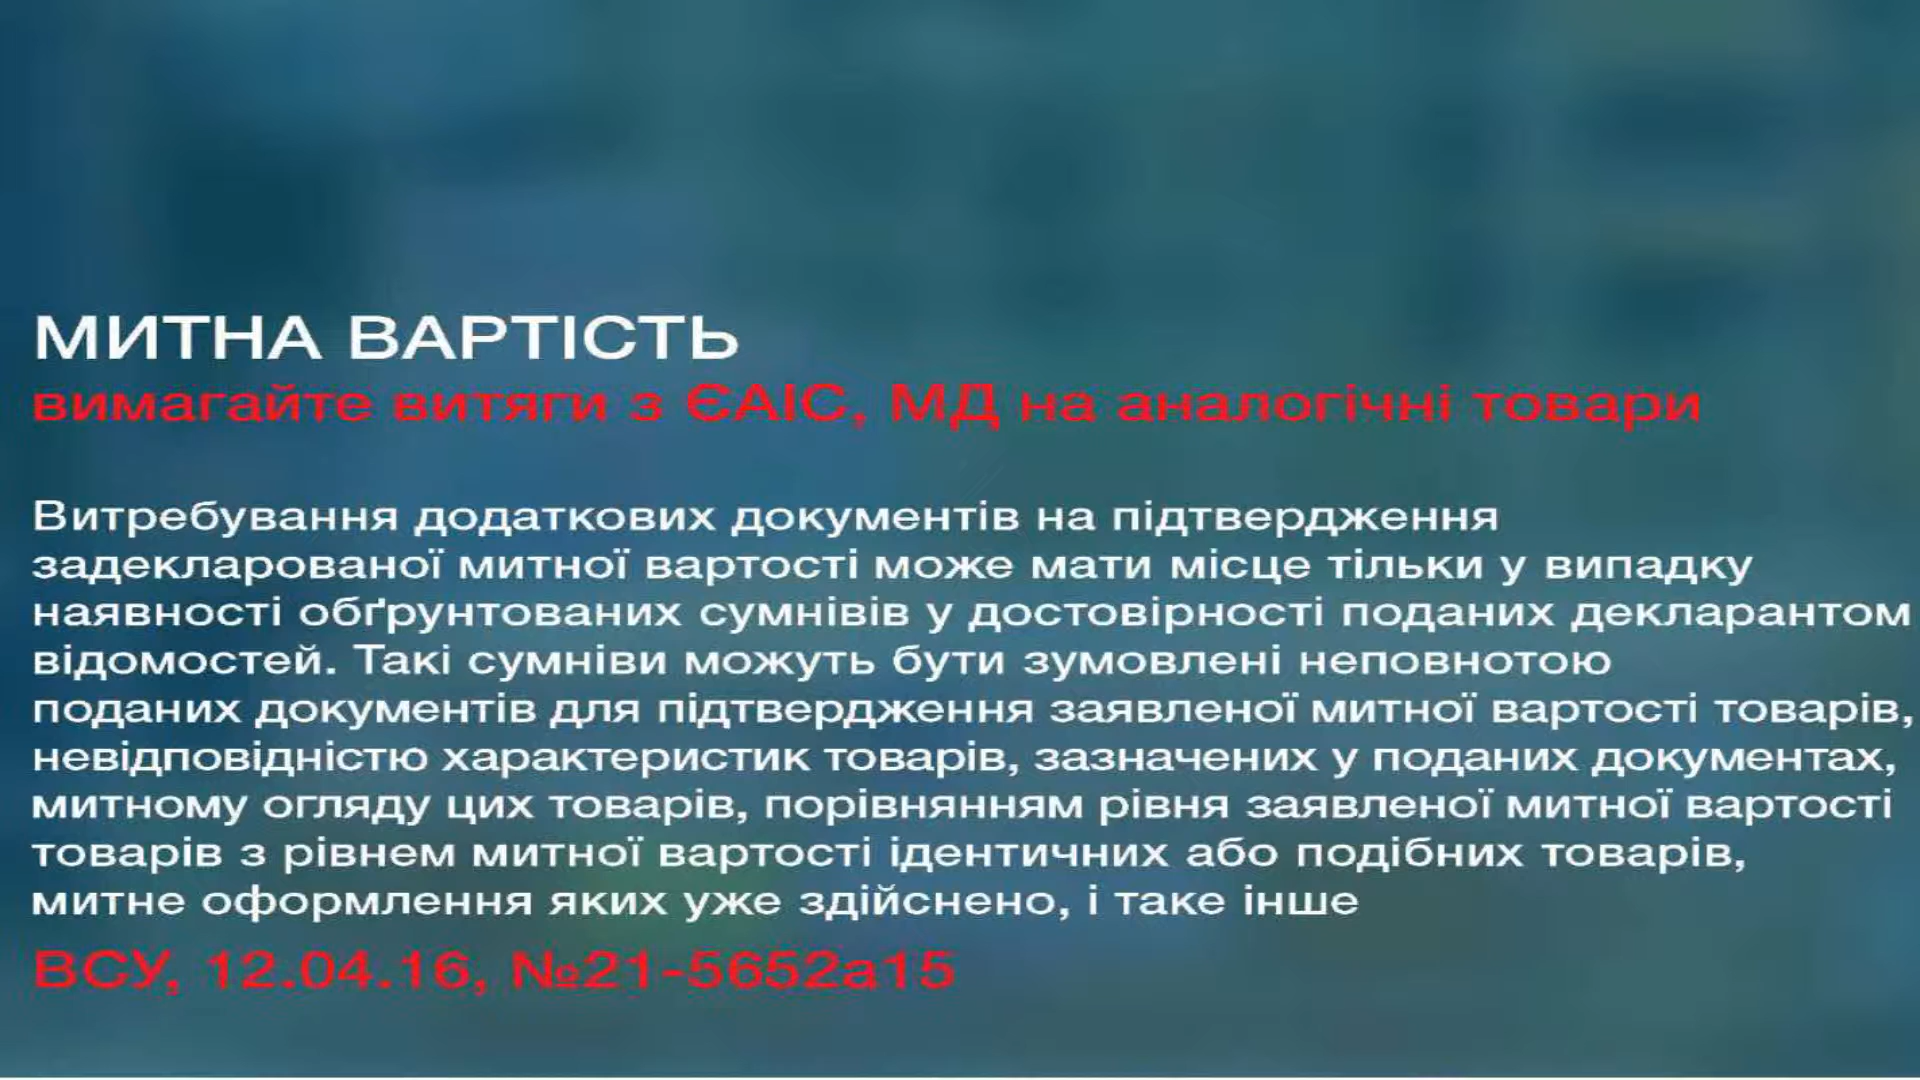 МИТНА ВАРТІСТЬ
вимагайте витяги з ЄАІС, МД на аналогічні товари
Витребування додаткових документів на підтвердження
задекларованої митної вартості може мати місце тільки у випадку
наявності обґрунтованих сумнівів у достовірності поданих декларантом
відомостей. Такі сумніви можуть бути зумовлені неповнотою
поданих документів для підтвердження заявленої митної вартості товарів,
невідповідністю характеристик товарів, зазначених у поданих документах,
митному огляду цих товарів, порівнянням рівня заявленої митної вартості
товарів з рівнем митної вартості ідентичних або подібних товарів,
митне оформлення яких уже здійснено, і таке інше
ВСУ, 12.04.16, №21-5652а15